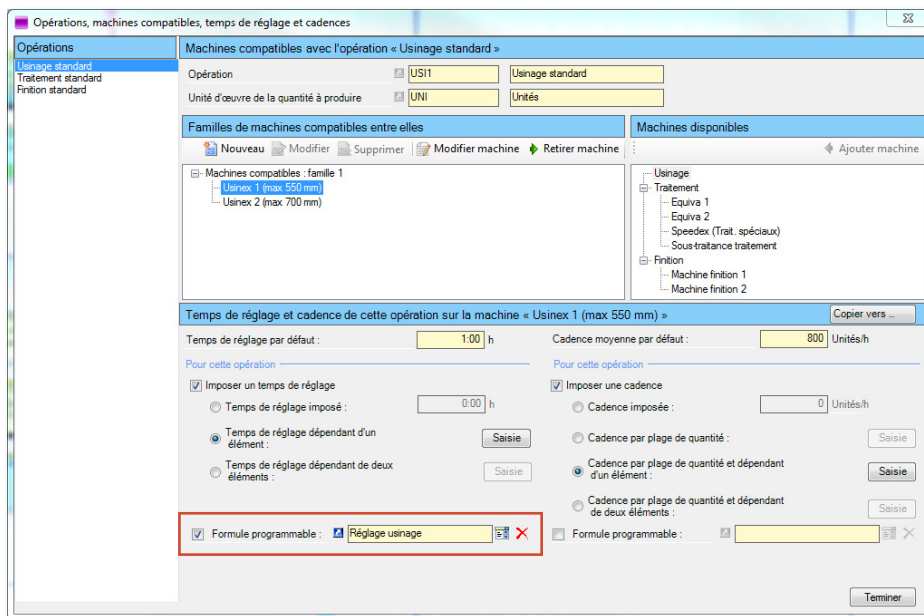 Opérations, machines compatibles, temps de réglage et cadences
Opérations
Usinage standard
Traitement standard
Finition standard
Machines compatibles avec l'opération « Usinage standard »
Opération
USI1
Usinage standard
Unité d'œuvre de la quantité à produire
UNI
Unités
Familles de machines compatibles entre elles
Nouveau
Modifier
Supprimer
Modifier machine
Retirer machine
Machines compatibles : famille 1
Usinex 1 (max 550 mm)
Usinex 2 (max 700 mm)
Machines disponibles
Ajouter machine
Usinage
Traitement
Equiva 1
Equiva 2
Speedex (Trait. spéciaux)
Sous-traitance traitement
Finition
Machine finition 1
Machine finition 2
Temps de réglage et cadence de cette opération sur la machine « Usinex 1 (max 550 mm) »
Copier vers ...
Temps de réglage par défaut :
1:00 h
Pour cette opération
Imposer un temps de réglage
Temps de réglage imposé :
0:00 h
Temps de réglage dépendant d'un
élément :
Saisie
Temps de réglage dépendant de deux
éléments :
Saisie
Formule programmable :
Réglage usinage
Cadence moyenne par défaut :
800 Unités/h
Pour cette opération
Imposer une cadence
Cadence imposée :
0 Unités/h
Cadence par plage de quantité :
Saisie
Cadence par plage de quantité et dépendant
d'un élément :
Saisie
Cadence par plage de quantité et dépendant
de deux éléments :
Saisie
Formule programmable :
Terminer